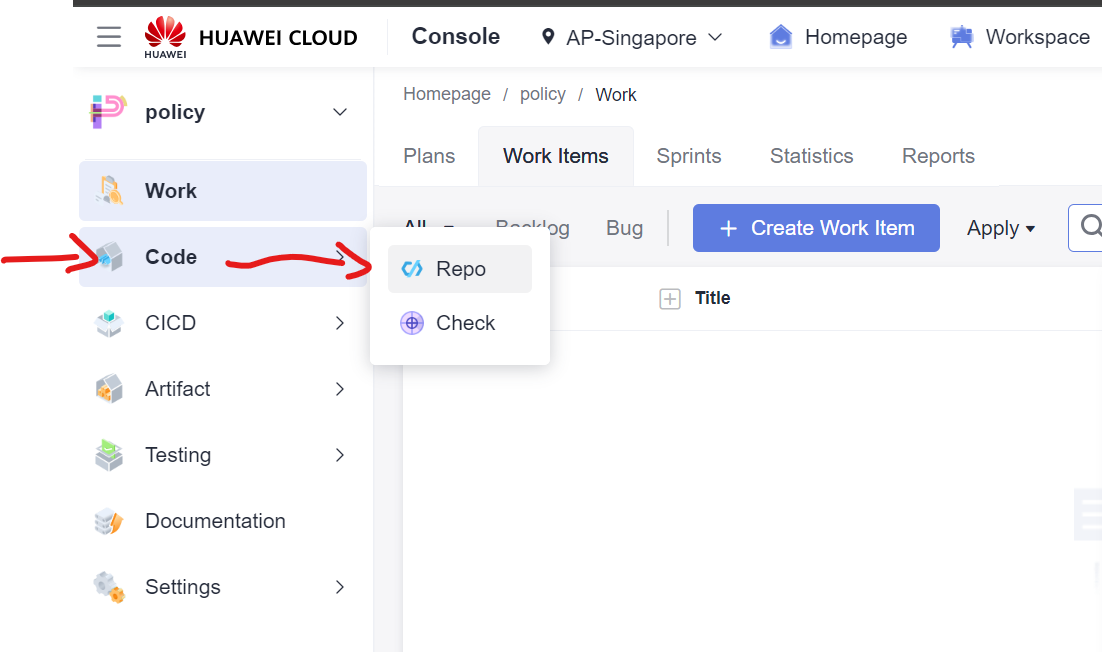 HUAWEI
HUAWEI CLOUD
Console
AP-Singapore
Homepage
Workspace
policy
Homepage / policy / Work
Plans
Work Items
Sprints
Statistics
Reports
Work
All
Backlog
Bug
+ Create Work Item
Apply
Code
Repo
Check
Title
CICD
Artifact
Testing
Documentation
Settings